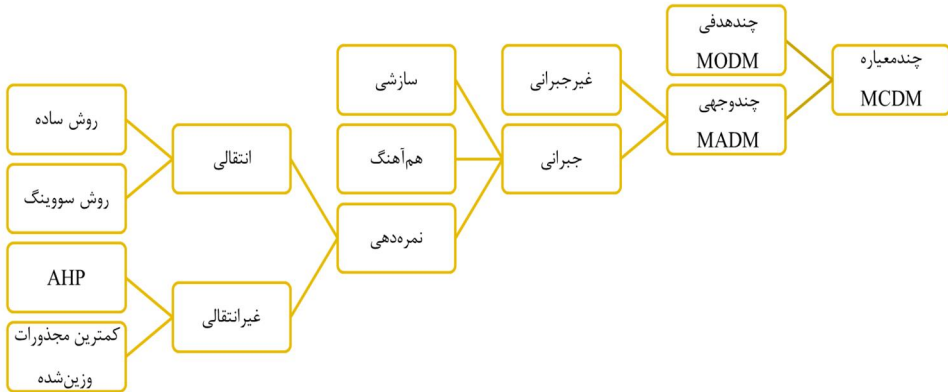 چندمعیاره
MCDM
چندهدفی
MODM
چندوجهی
MADM
غیرجبرانی
جبرانی
سازشی
هم‌آهنگ
نمره‌دهی
انتقالی
غیرانتقالی
روش ساده
روش سووینگ
AHP
کمترین مجذورات
وزین‌شده